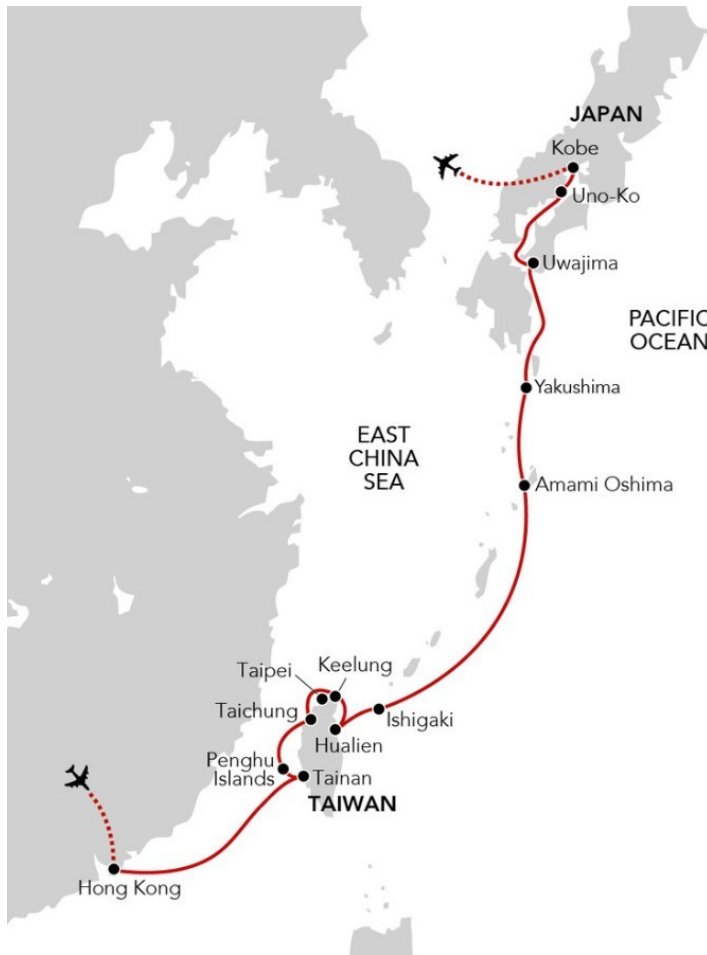 JAPAN
Kobe
Uno-Ko
Uwajima
PACIFIC
OCEAN
Yakushima
EAST
CHINA
SEA
Amami Oshima
Keelung
Taipei
Taichung
Ishigaki
Hualien
Penghu
Islands
Tainan
TAIWAN
Hong Kong